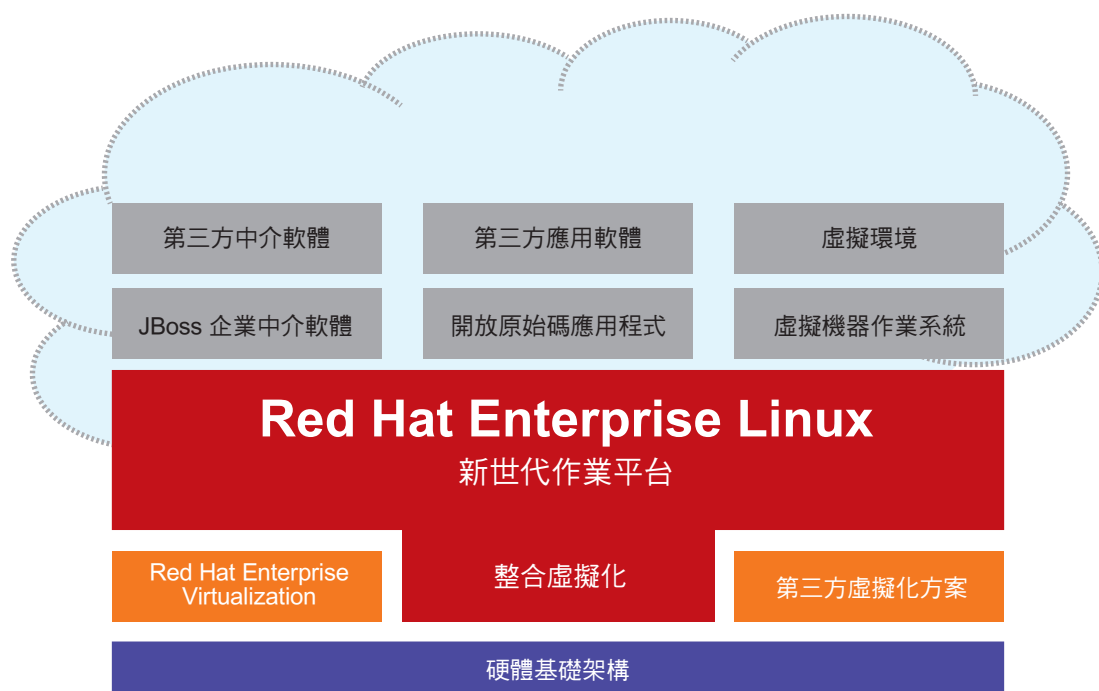 第三方中介軟體
第三方應用軟體
虛擬環境
JBoss 企業中介軟體
開放原始碼應用程式
虛擬機器作業系統
Red Hat Enterprise Linux
新世代作業平台
Red Hat Enterprise
Virtualization
整合虛擬化
第三方虛擬化方案
硬體基礎架構